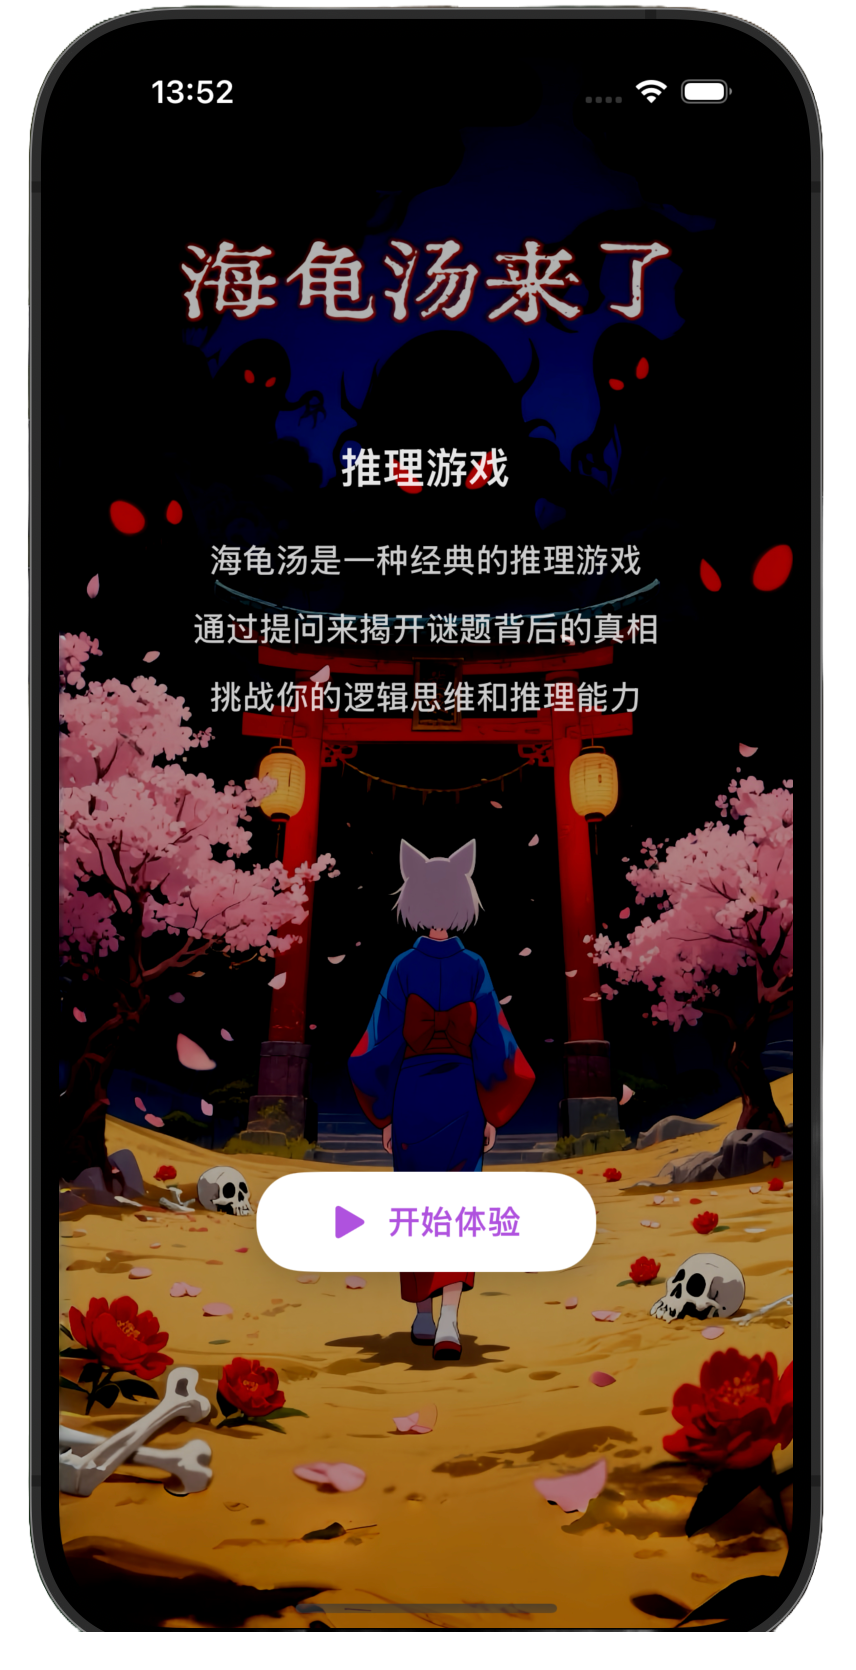 13:52
海龟汤来了
推理游戏
海龟汤是一种经典的推理游戏
通过提问来揭开谜题背后的真相
挑战你的逻辑思维和推理能力
开始体验